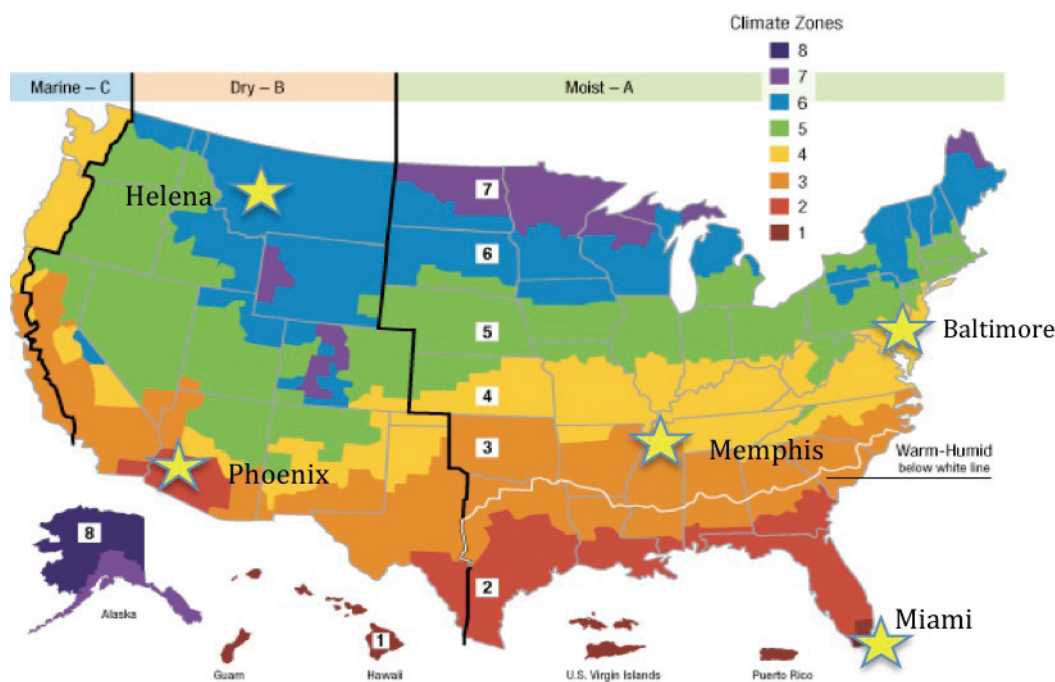 Climate Zones
8
7
6
5
4
3
2
1
Marine – C
Dry – B
Moist – A
Helena
7
6
5
Baltimore
4
3
Memphis
Phoenix
Warm-Humid
below white line
8
2
Alaska
Miami
1
Guam
Hawaii
U.S. Virgin Islands
Puerto Rico